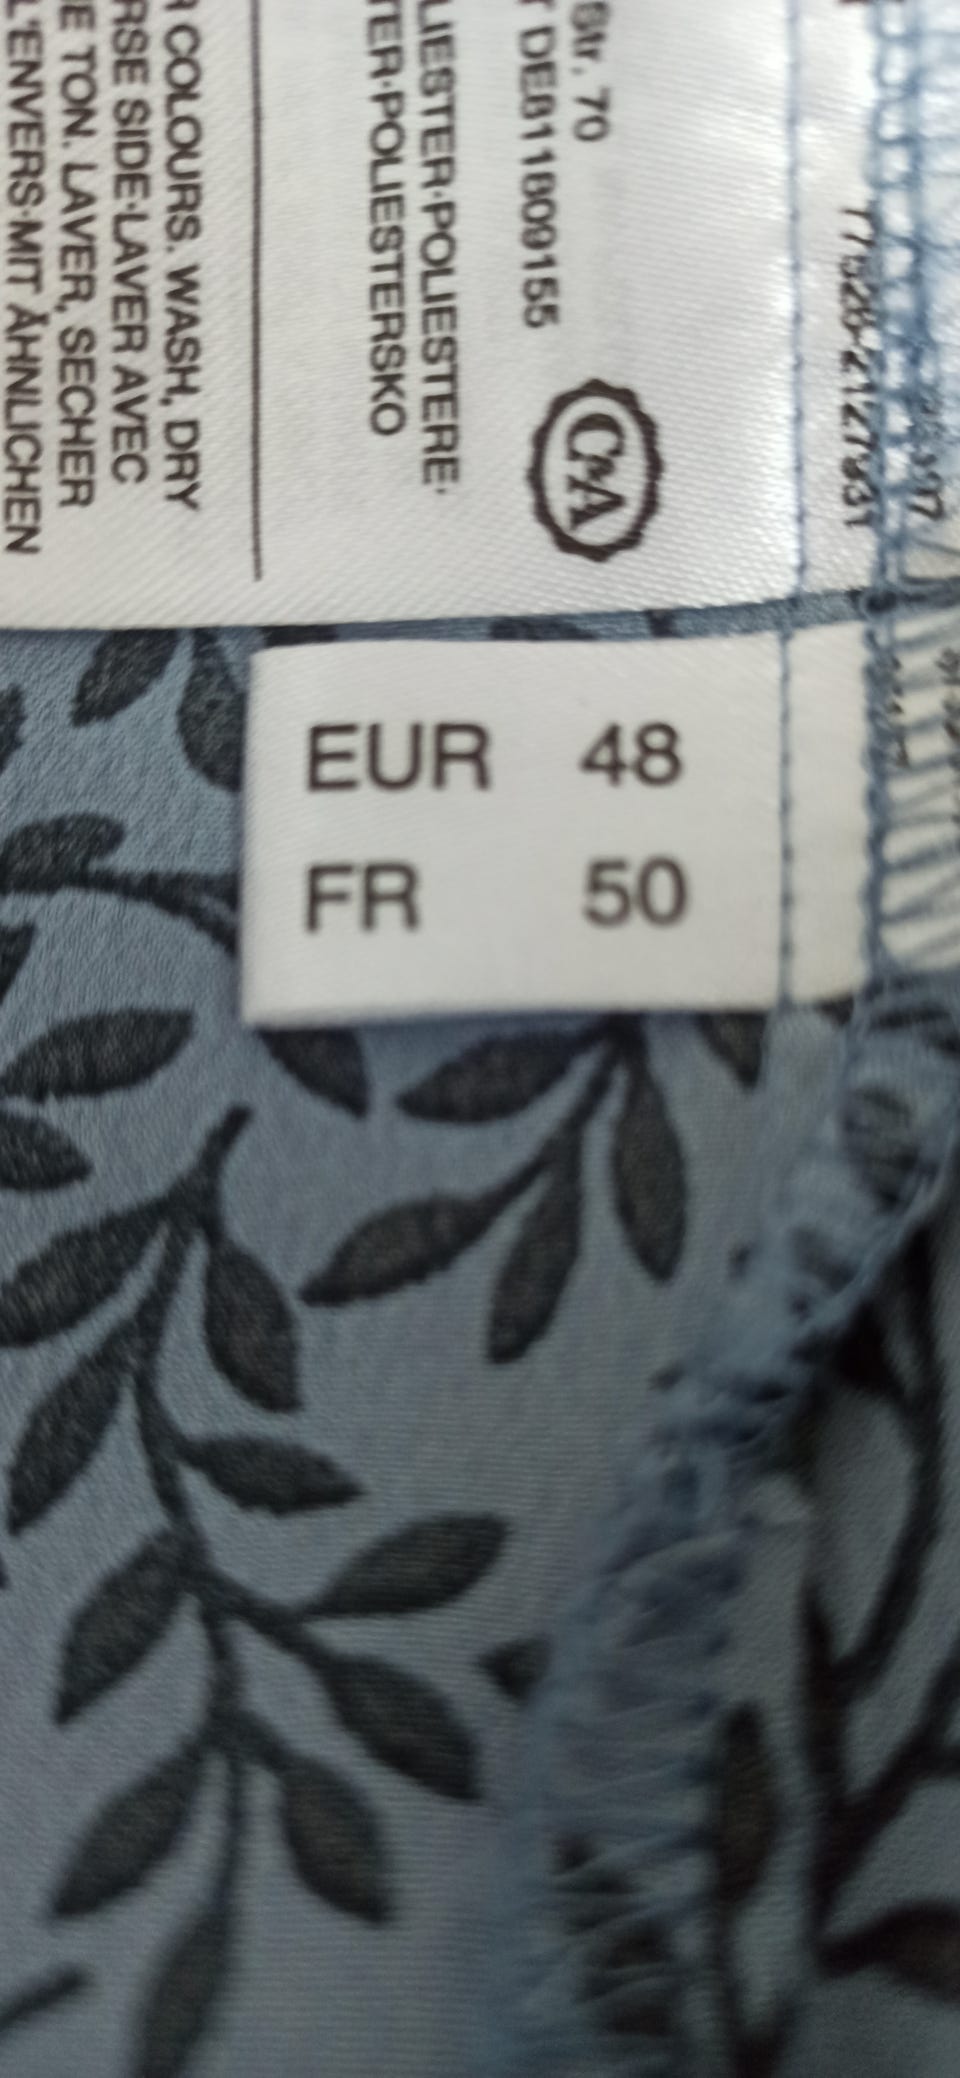 Str. 70
DE811809155
C&A
LIESTER·POLIESTERE·
TER·POLIESTERSKO
COLOURS. WASH, DRY
RSE SIDE·LAVER AVEC
E TON. LAVER, SECHER
L'ENVERS·MIT ÄHNLICHEN
EUR 48
FR 50